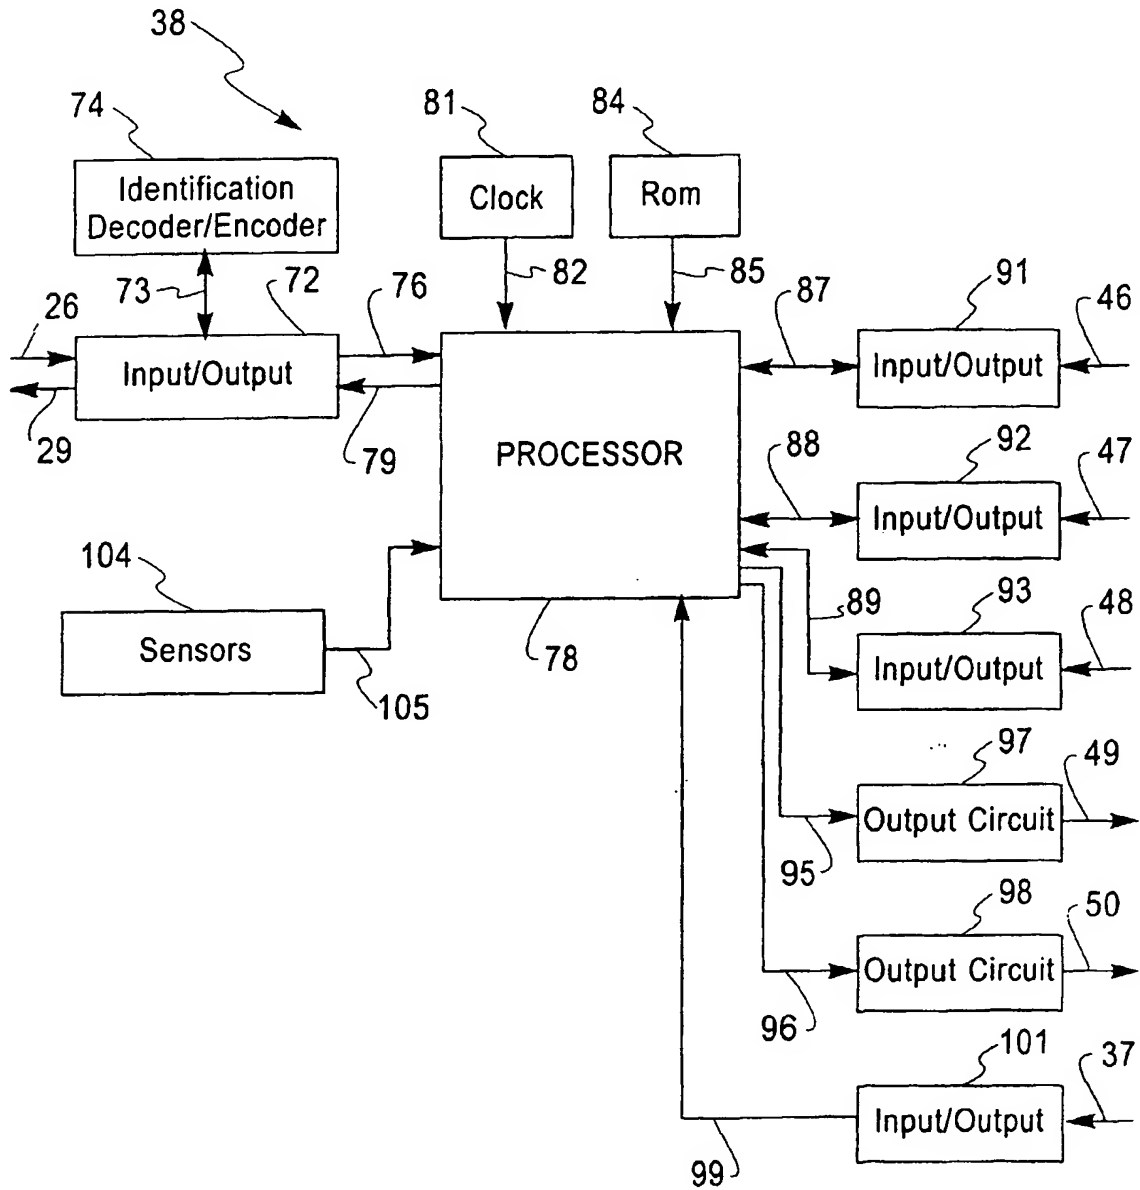 38
74
81
84
Identification
Decoder/Encoder
Clock
Rom
73
72
76
82
85
87
91
46
26
Input/Output
Input/Output
29
79
PROCESSOR
88
92
47
Input/Output
104
89
93
48
Sensors
78
Input/Output
105
97
49
Output Circuit
95
98
50
Output Circuit
96
101
37
Input/Output
99